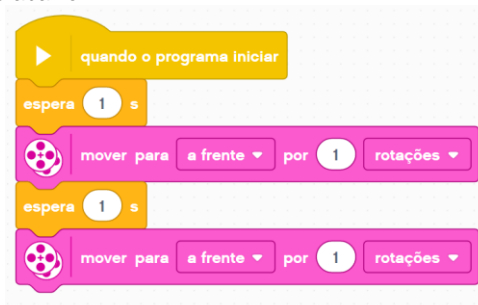 quando o programa iniciar
espera 1 s
mover para a frente por 1 rotações
espera 1 s
mover para a frente por 1 rotações